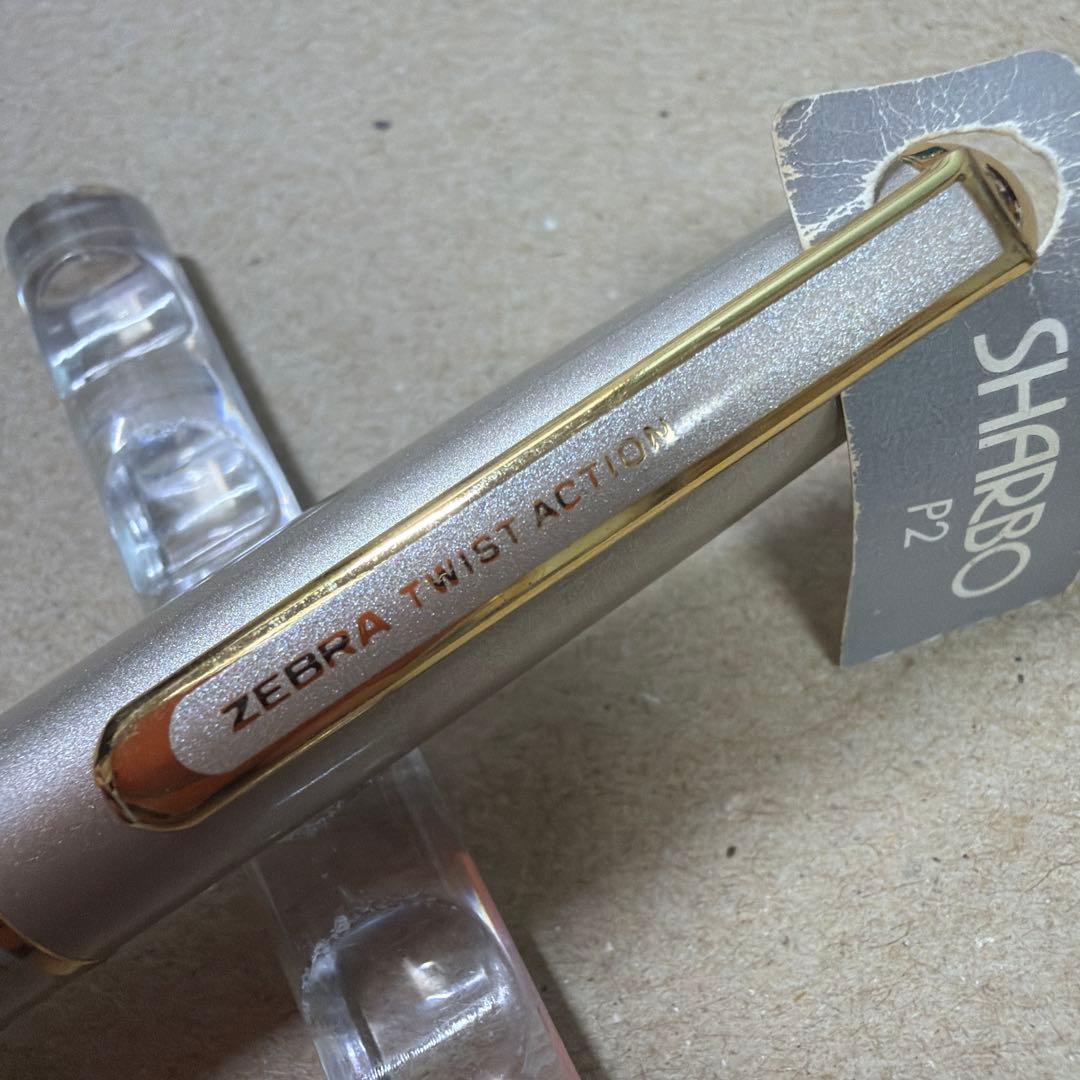 ZEBRA TWIST ACTION
SHARBO
P2